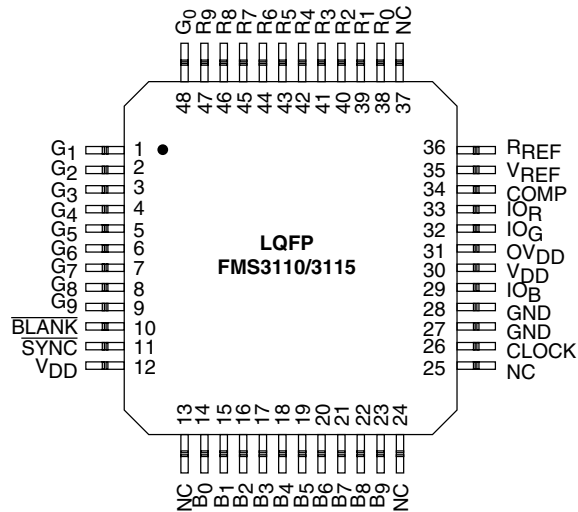 G0 R9 R8 R7 R6 R5 R4 R3 R2 R1 R0 NC
48 47 46 45 44 43 42 41 40 39 38 37
G1 1
G2 2
G3 3
G4 4
G5 5
G6 6
G7 7
G8 8
G9 9
BLANK 10
SYNC 11
VDD 12
LQFP
FMS3110/3115
36 RREF
35 VREF
34 COMP
33 IOR
32 IOG
31 OVDD
30 VDD
29 IOB
28 GND
27 GND
26 CLOCK
25 NC
13 14 15 16 17 18 19 20 21 22 23 24
NC B0 B1 B2 B3 B4 B5 B6 B7 B8 B9 NC